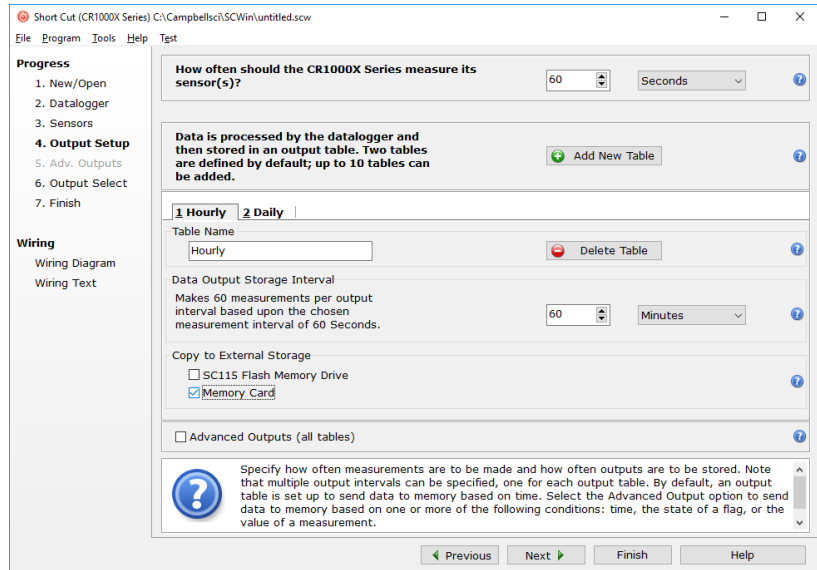 Short Cut (CR1000X Series) C:\Campbellsci\SCWin\untitled.scw
File Program Tools Help Test
Progress
1. New/Open
2. Datalogger
3. Sensors
4. Output Setup
5. Adv. Outputs
6. Output Select
7. Finish
Wiring
Wiring Diagram
Wiring Text
How often should the CR1000X Series measure its
sensor(s)?
60
Seconds
Data is processed by the datalogger and
then stored in an output table. Two tables
are defined by default; up to 10 tables can
be added.
Add New Table
1 Hourly 2 Daily
Table Name
Hourly
Delete Table
Data Output Storage Interval
Makes 60 measurements per output
interval based upon the chosen
measurement interval of 60 Seconds.
60
Minutes
Copy to External Storage
SC115 Flash Memory Drive
Memory Card
Advanced Outputs (all tables)
Specify how often measurements are to be made and how often outputs are to be stored. Note
that multiple output intervals can be specified, one for each output table. By default, an output
table is set up to send data to memory based on time. Select the Advanced Output option to send
data to memory based on one or more of the following conditions: time, the state of a flag, or the
value of a measurement.
Previous Next Finish Help